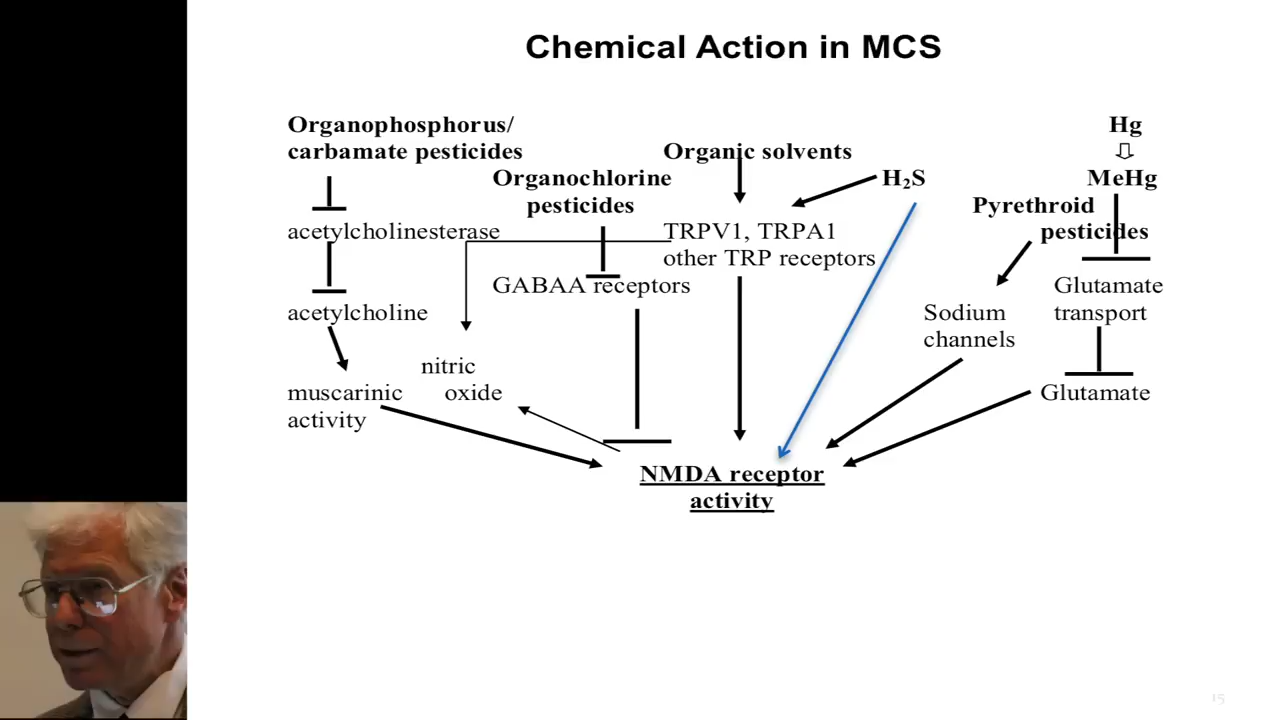 Chemical Action in MCS
Organophosphorus/
carbamate pesticides
Organochlorine
pesticides
Organic solvents
H₂S
Hg
MeHg
Pyrethroid
pesticides
acetylcholinesterase
TRPV1, TRPA1
other TRP receptors
GABAA receptors
Glutamate
transport
acetylcholine
Sodium
channels
nitric
oxide
muscarinic
activity
Glutamate
NMDA receptor
activity
15